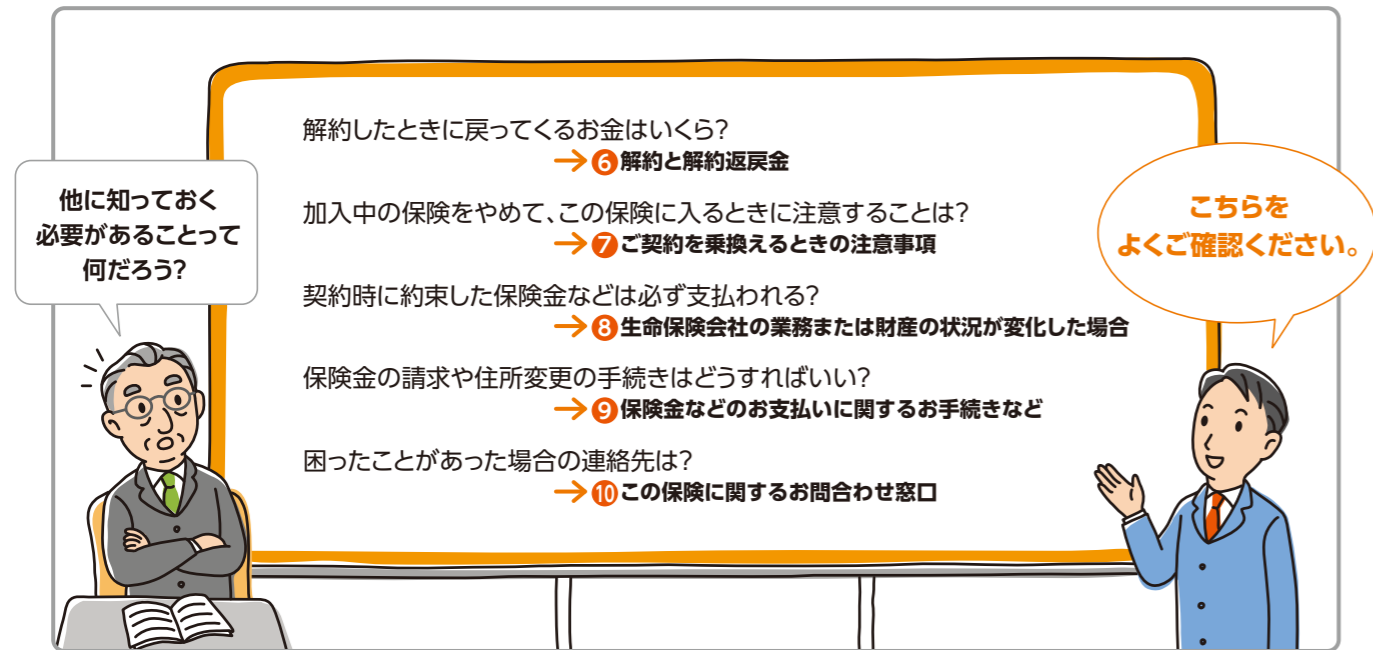 他に知っておく
必要があることって
何だろう?
解約したときに戻ってくるお金はいくら?
→❻解約と解約返戻金
加入中の保険をやめて、この保険に入るときに注意することは?
→❼ご契約を乗換えるときの注意事項
契約時に約束した保険金などは必ず支払われる?
→❽生命保険会社の業務または財産の状況が変化した場合
保険金の請求や住所変更の手続きはどうすればいい?
→❾保険金などのお支払いに関するお手続きなど
困ったことがあった場合の連絡先は?
→❿この保険に関するお問合わせ窓口
こちらを
よくご確認ください。